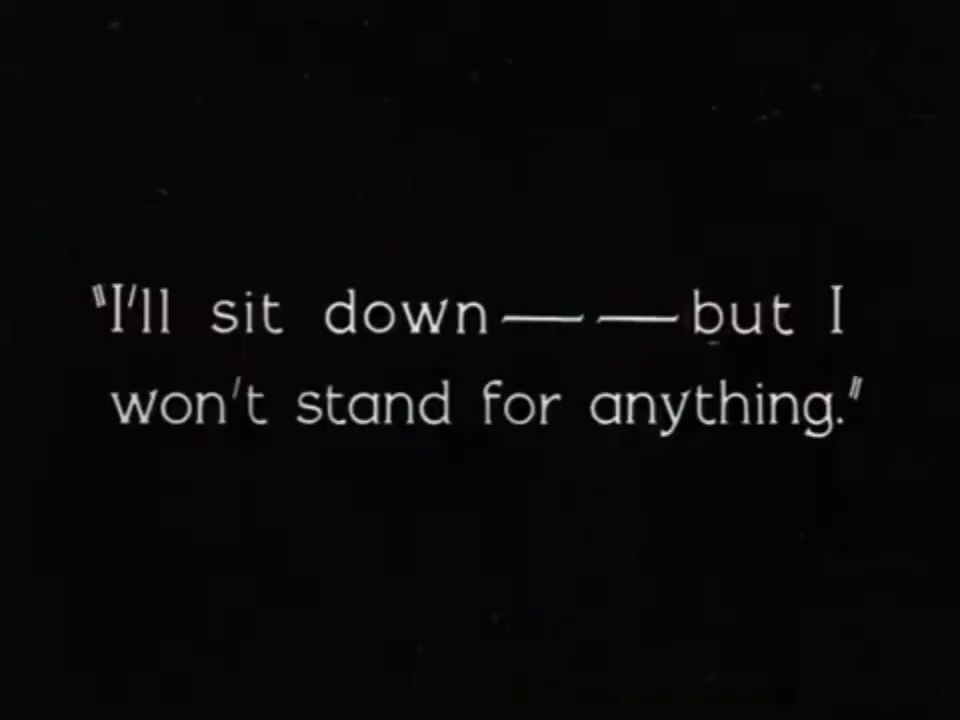 "I'll sit down — — but I
won't stand for anything."